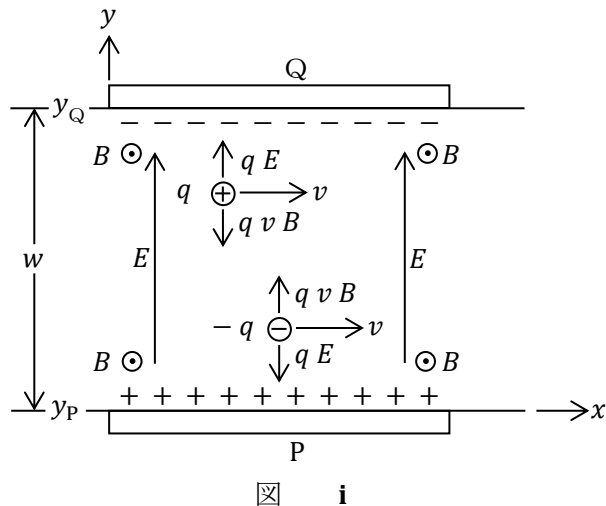 y
Q
y_Q
− − − − − − − − −
B
B
q E
q
+
v
q v B
w
E
E
q v B
− q
−
v
q E
B
B
+ + + + + + + + + +
y_P
x
P
図 i